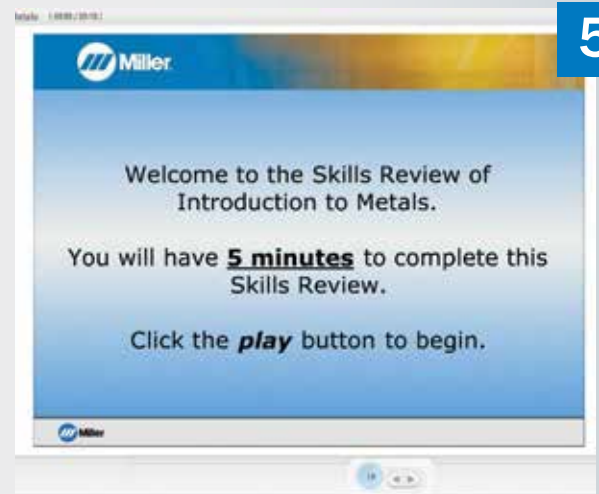 5
Miller
Welcome to the Skills Review of
Introduction to Metals.
You will have 5 minutes to complete this
Skills Review.
Click the play button to begin.
Miller